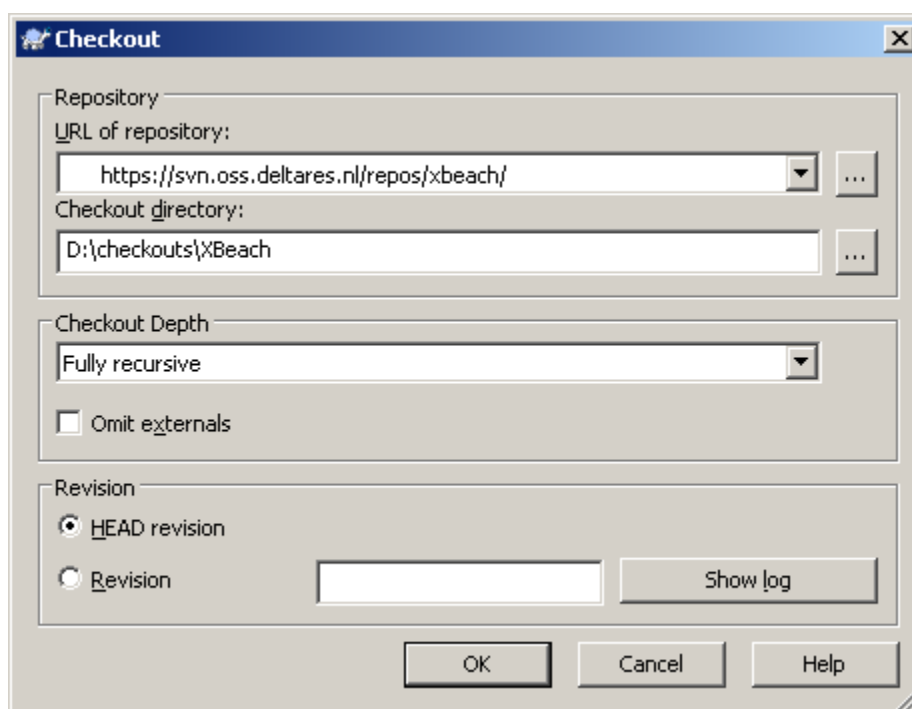 Checkout
Repository
URL of repository:
https://svn.oss.deltares.nl/repos/xbeach/
...
Checkout directory:
D:\checkouts\XBeach
...
Checkout Depth
Fully recursive
Omit externals
Revision
HEAD revision
Revision
Show log
OK Cancel Help